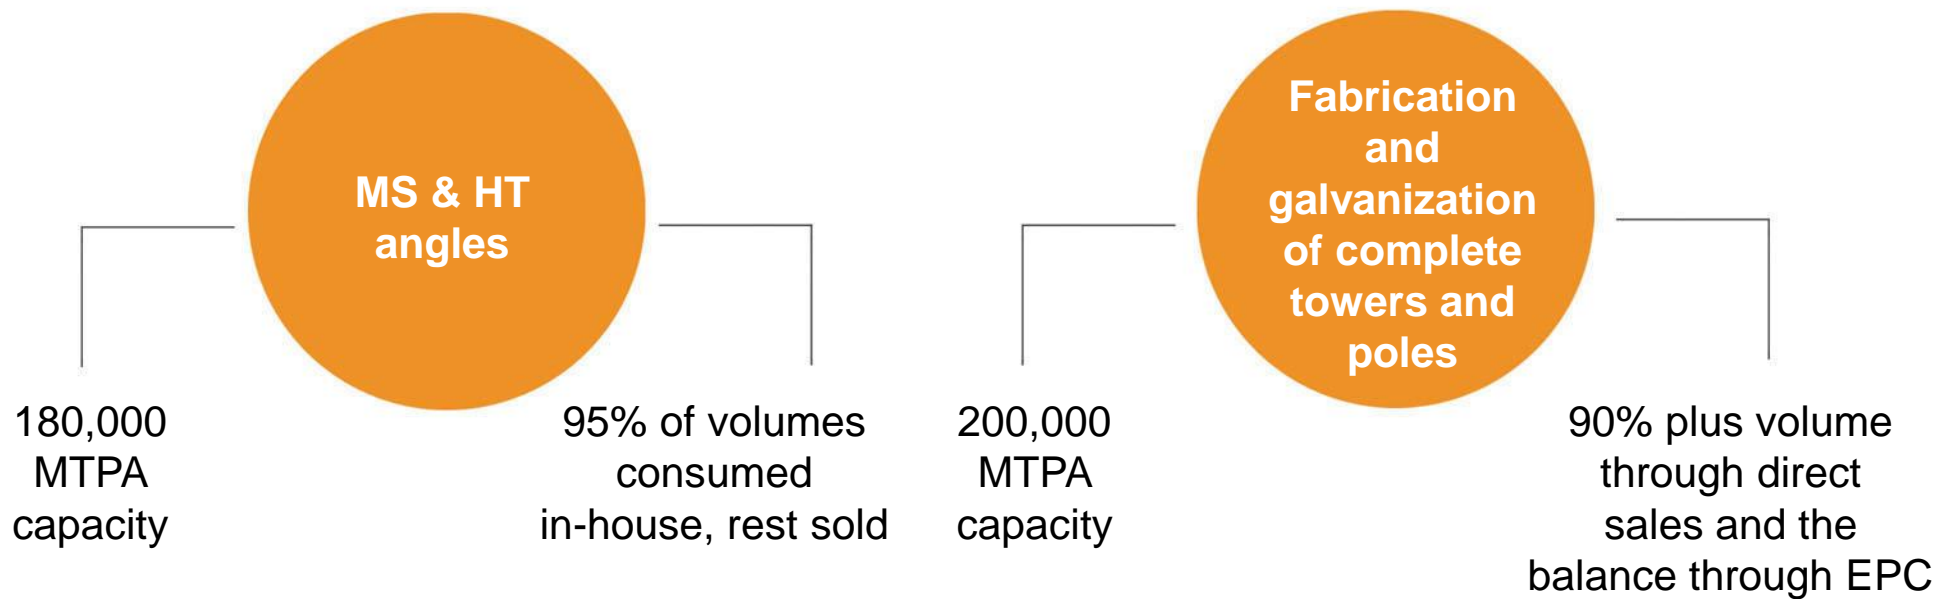 MS & HT
angles
180,000
MTPA
capacity
95% of volumes
consumed
in-house, rest sold
Fabrication
and
galvanization
of complete
towers and
poles
200,000
MTPA
capacity
90% plus volume
through direct
sales and the
balance through EPC